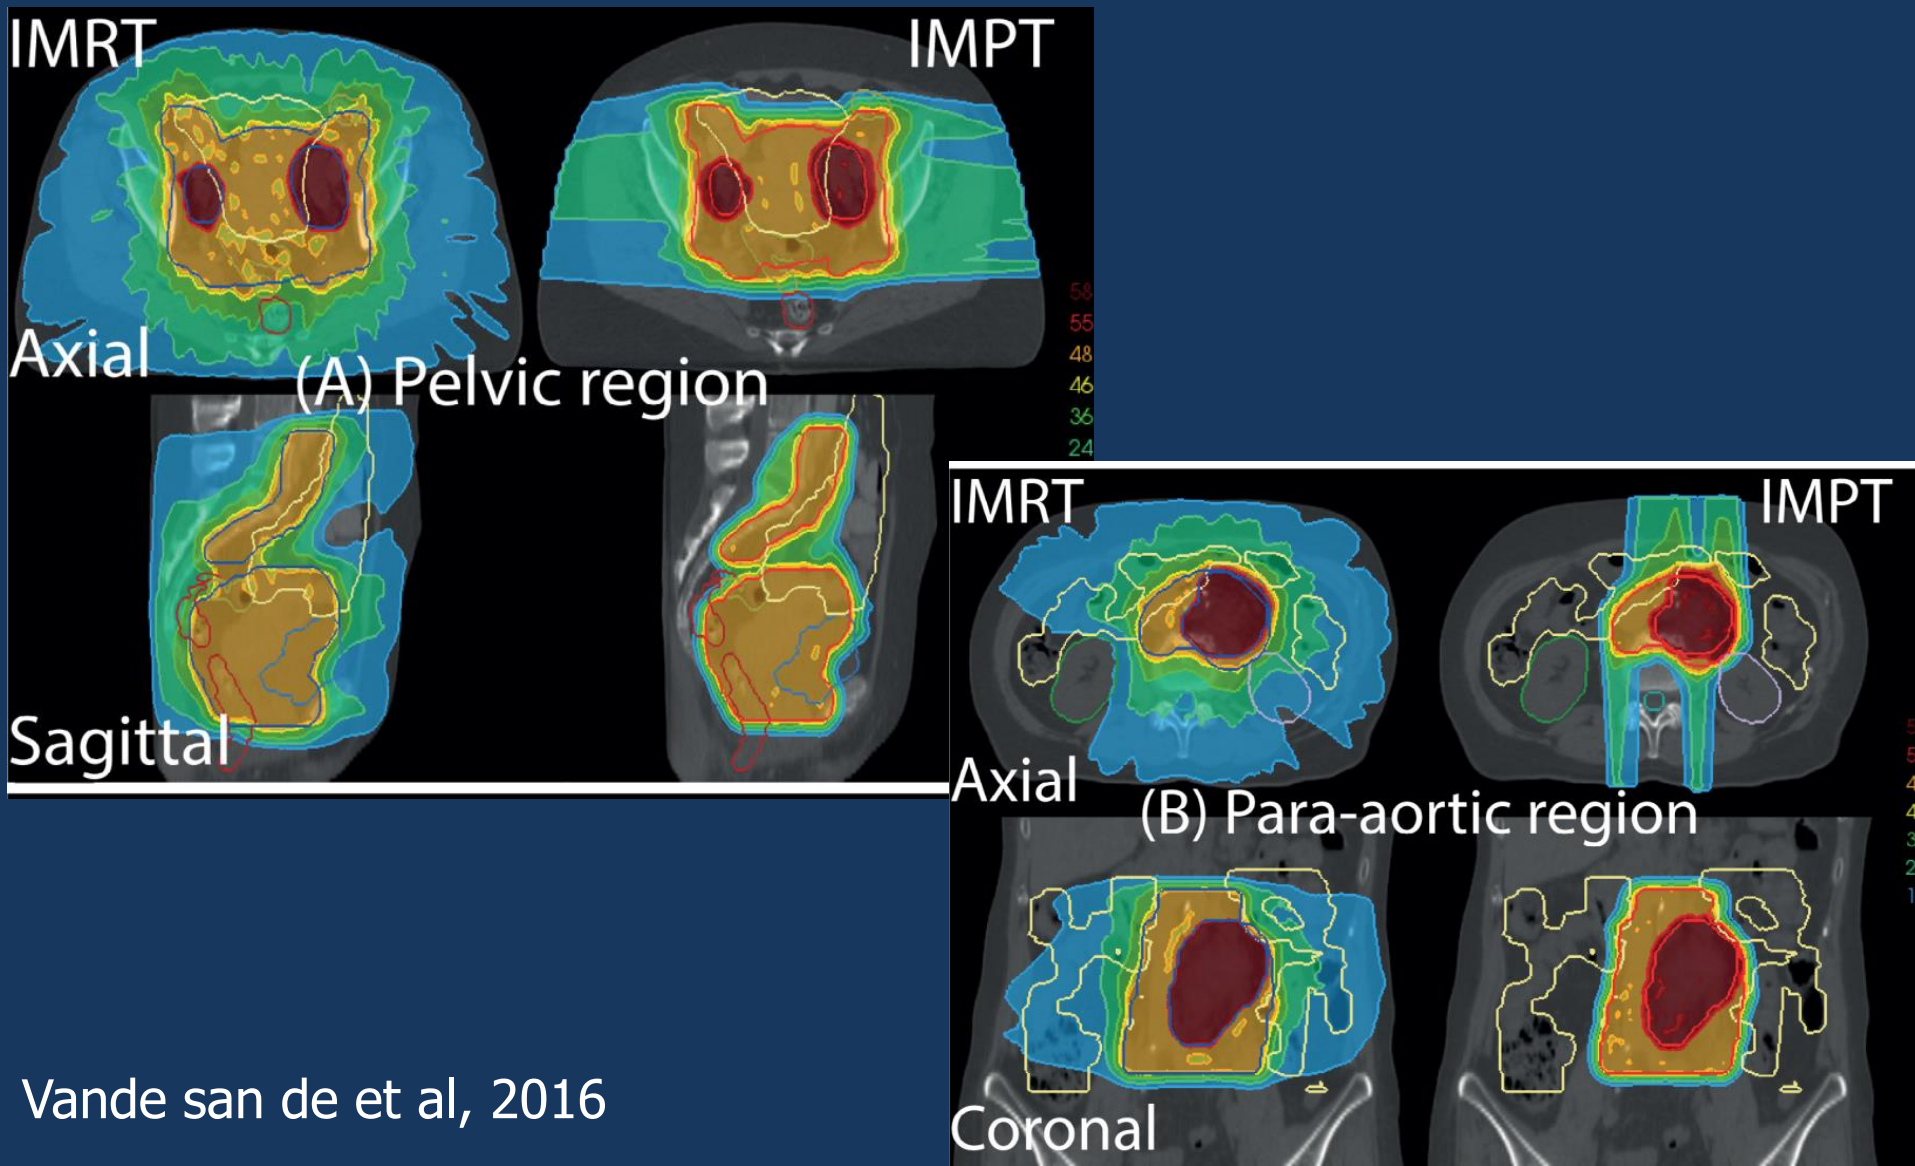 IMRT
IMPT
Axial
(A) Pelvic region
58
55
48
46
36
24
Sagittal
IMRT
IMPT
Axial
(B) Para-aortic region
Coronal
Vande san de et al, 2016